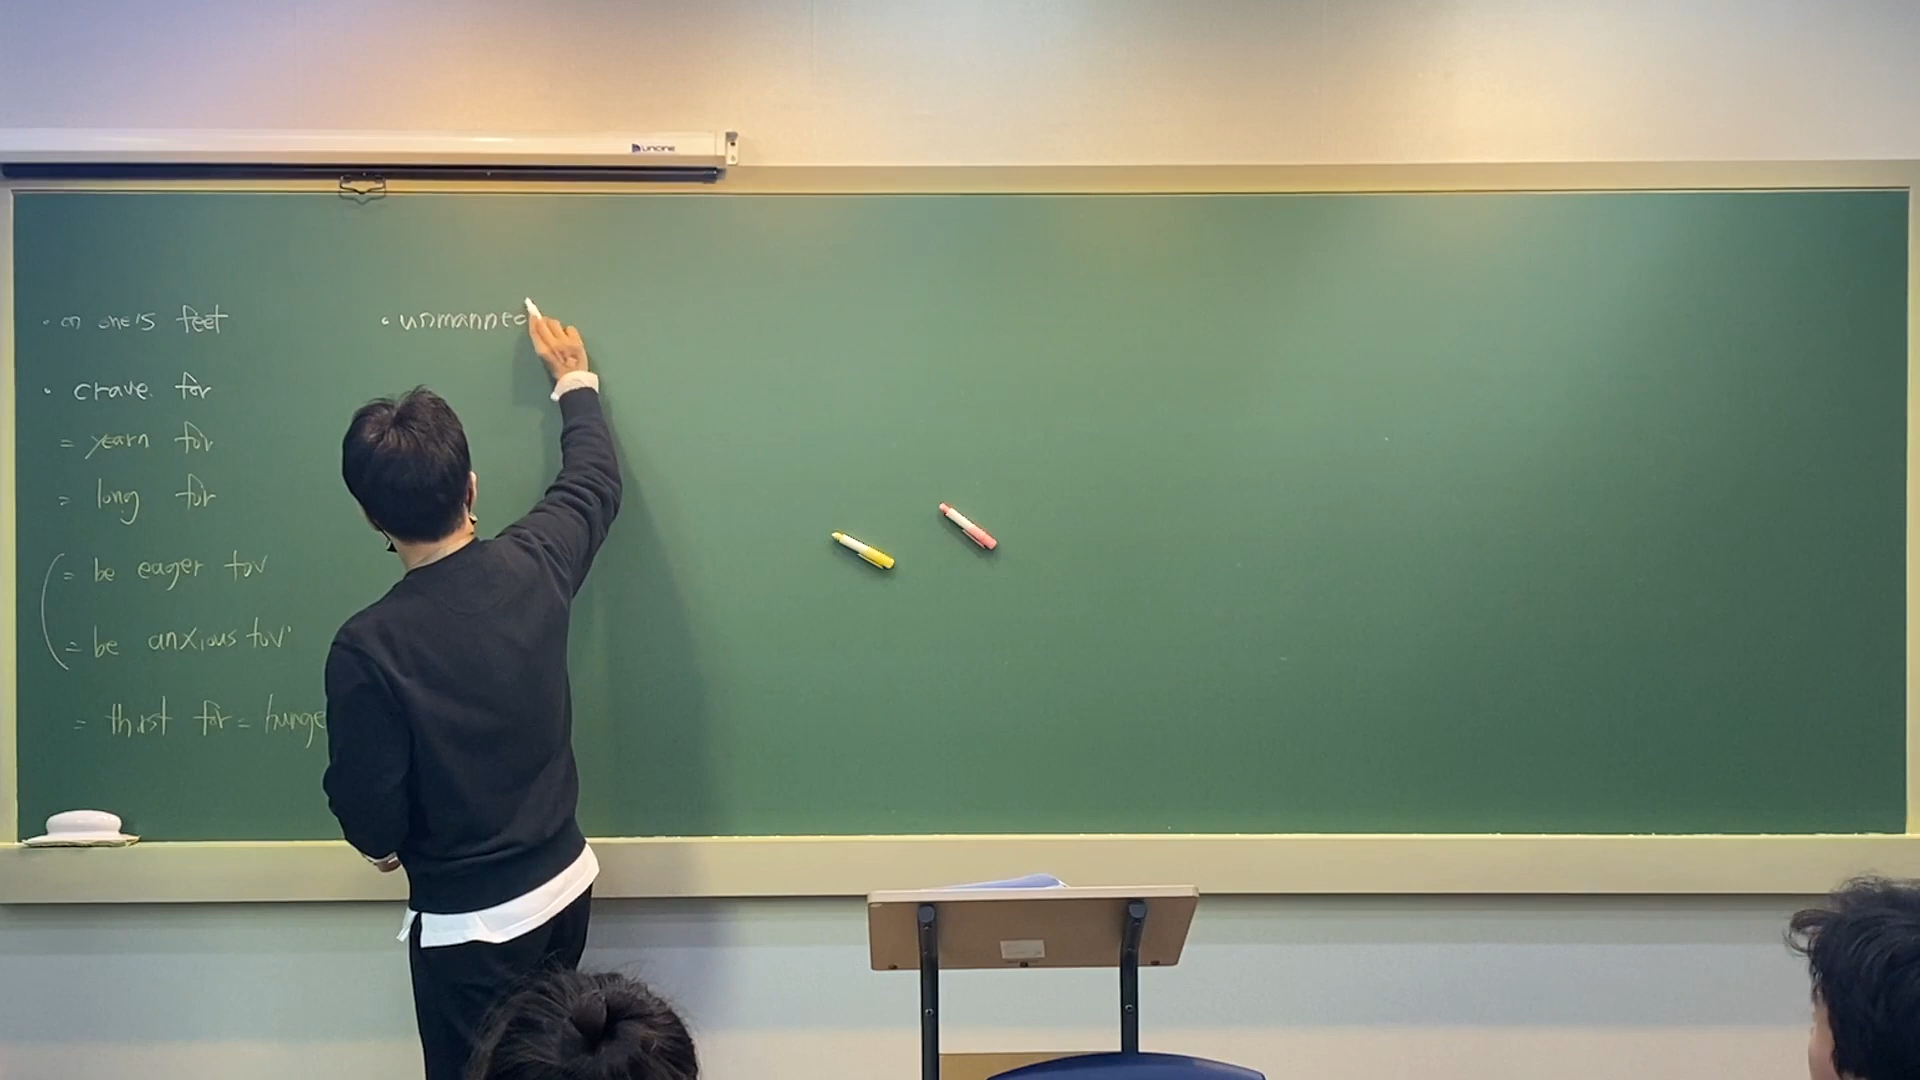 UNCINE
• on one's feet
• crave for
= yearn for
= long for
= be eager to v
= be anxious to v
= thirst for = hunge
• unmanned